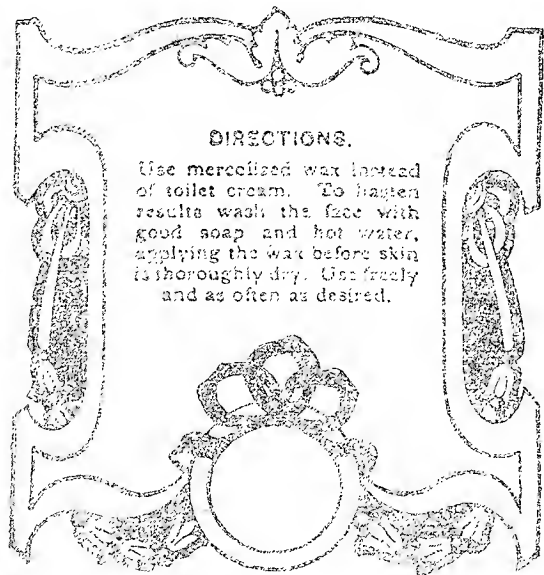 DIRECTIONS.
Use mercolized wax instead
of toilet cream. To hasten
results wash the face with
good soap and hot water,
applying the wax before skin
is thoroughly dry. Use freely
and as often as desired.